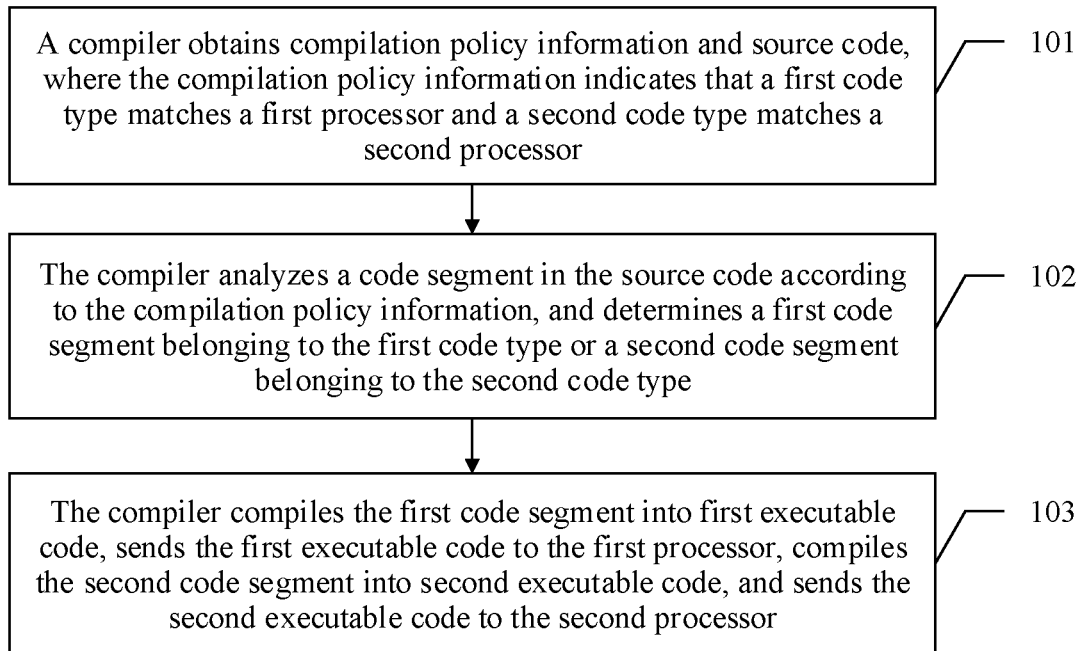 A compiler obtains compilation policy information and source code,
where the compilation policy information indicates that a first code
type matches a first processor and a second code type matches a
second processor
101
The compiler analyzes a code segment in the source code according
to the compilation policy information, and determines a first code
segment belonging to the first code type or a second code segment
belonging to the second code type
102
The compiler compiles the first code segment into first executable
code, sends the first executable code to the first processor, compiles
the second code segment into second executable code, and sends the
second executable code to the second processor
103